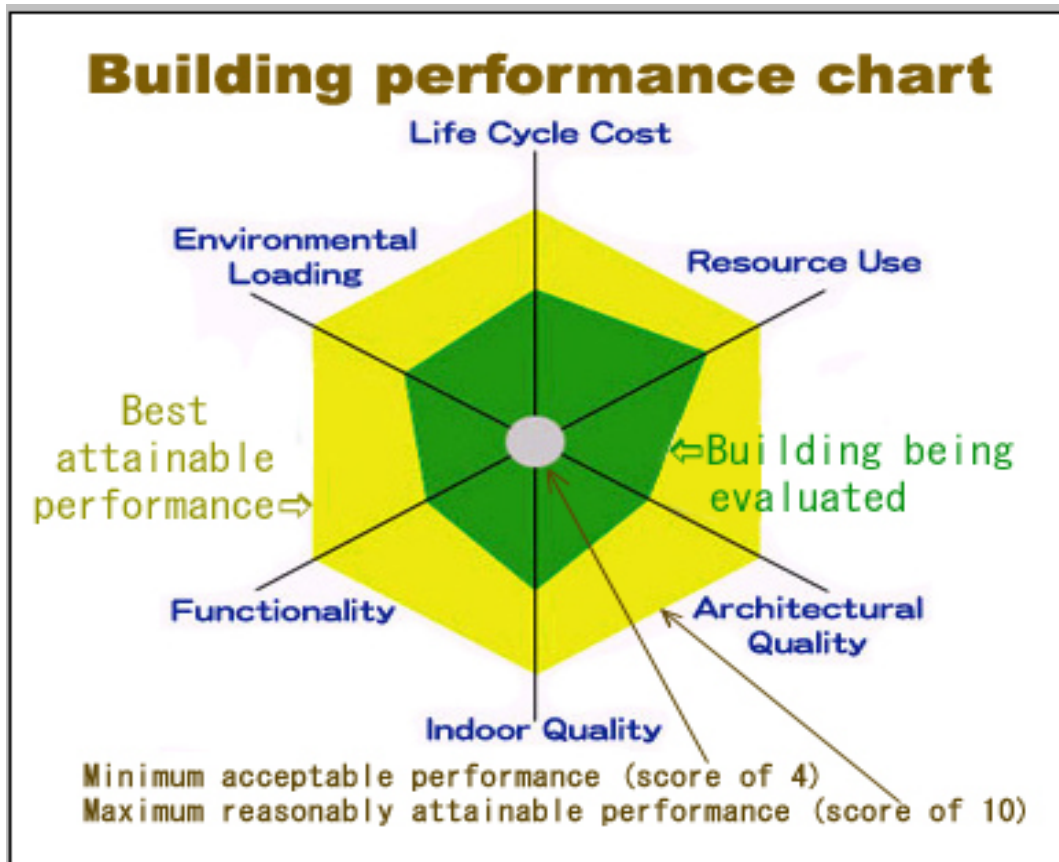 Building performance chart
Life Cycle Cost
Environmental
Loading
Resource Use
Best
attainable
performance⇨
⇦Building being
evaluated
Functionality
Architectural
Quality
Indoor Quality
Minimum acceptable performance (score of 4)
Maximum reasonably attainable performance (score of 10)